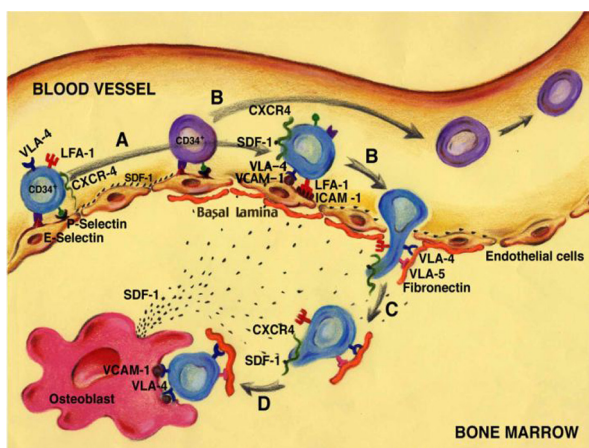 BLOOD VESSEL
B
CXCR4
VLA-4
LFA-1
A
CD34+
SDF-1
B
CD34+
CXCR-4
SDF-1
VLA-4
VCAM-1
LFA-1
ICAM -1
P-Selectin
E-Selectin
Basal lamina
VLA-4
Endothelial cells
VLA-5
Fibronectin
SDF-1
C
CXCR4
VCAM-1
SDF-1
VLA-4
Osteoblast
D
BONE MARROW